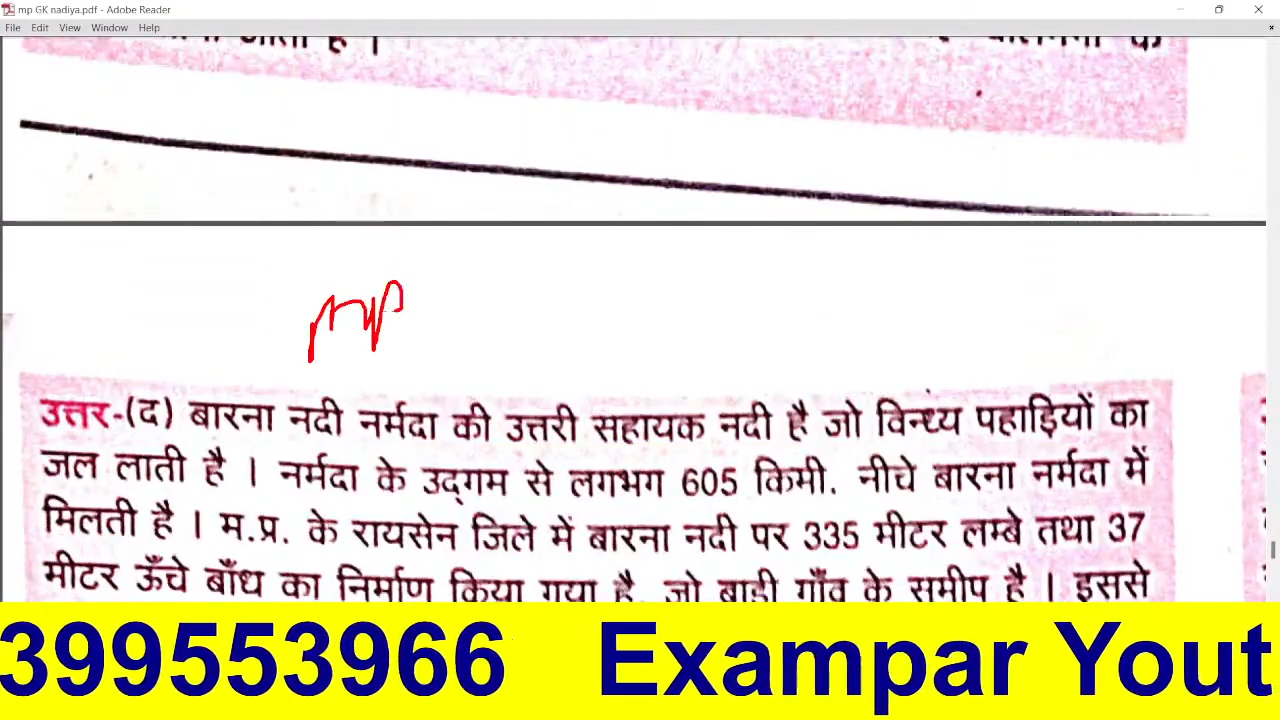 mp GK nadiya.pdf - Adobe Reader
File Edit View Window Help
mp
उत्तर-(द) बारना नदी नर्मदा की उत्तरी सहायक नदी है जो विन्ध्य पहाड़ियों का
जल लाती है । नर्मदा के उद्गम से लगभग 605 किमी. नीचे बारना नर्मदा में
मिलती है । म.प्र. के रायसेन जिले में बारना नदी पर 335 मीटर लम्बे तथा 37
मीटर ऊँचे बाँध का निर्माण किया गया है, जो बाड़ी गाँव के समीप है । इससे
399553966 Exampar Yout